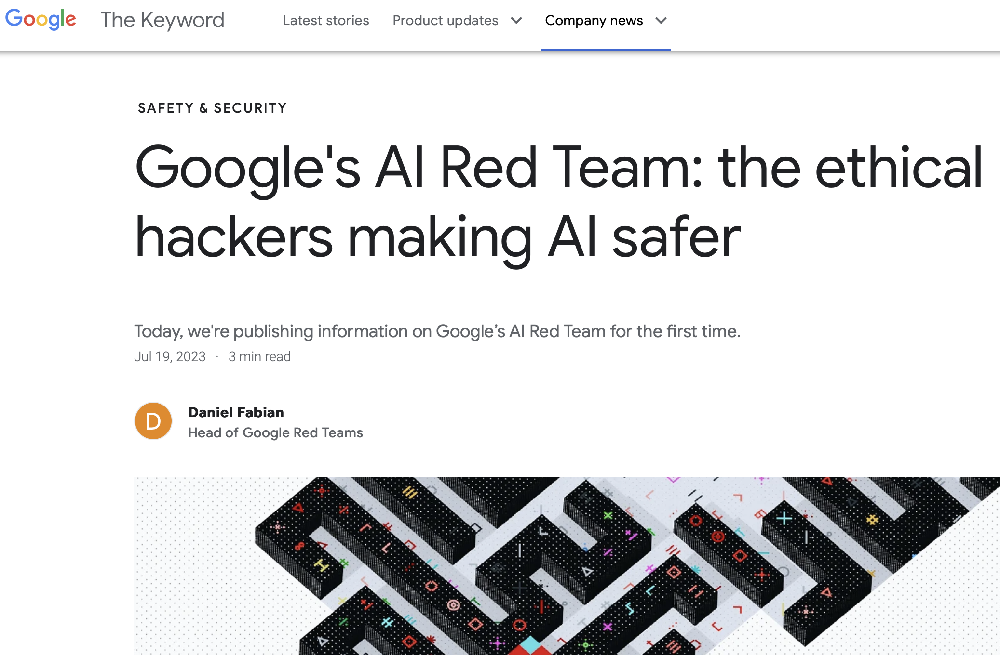 Google The Keyword Latest stories Product updates Company news
SAFETY & SECURITY
Google's AI Red Team: the ethical
hackers making AI safer
Today, we're publishing information on Google’s AI Red Team for the first time.
Jul 19, 2023 · 3 min read
D
Daniel Fabian
Head of Google Red Teams